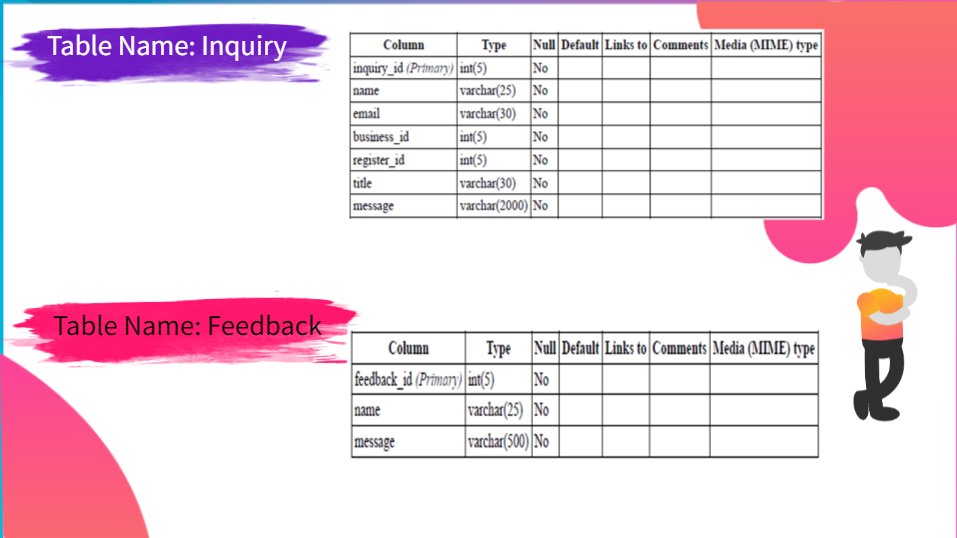 Table Name: Inquiry
Column Type Null Default Links to Comments Media (MIME) type
inquiry_id (Primary) int(5) No
name varchar(25) No
email varchar(30) No
business_id int(5) No
register_id int(5) No
title varchar(30) No
message varchar(2000) No
Table Name: Feedback
Column Type Null Default Links to Comments Media (MIME) type
feedback_id (Primary) int(5) No
name varchar(25) No
message varchar(500) No